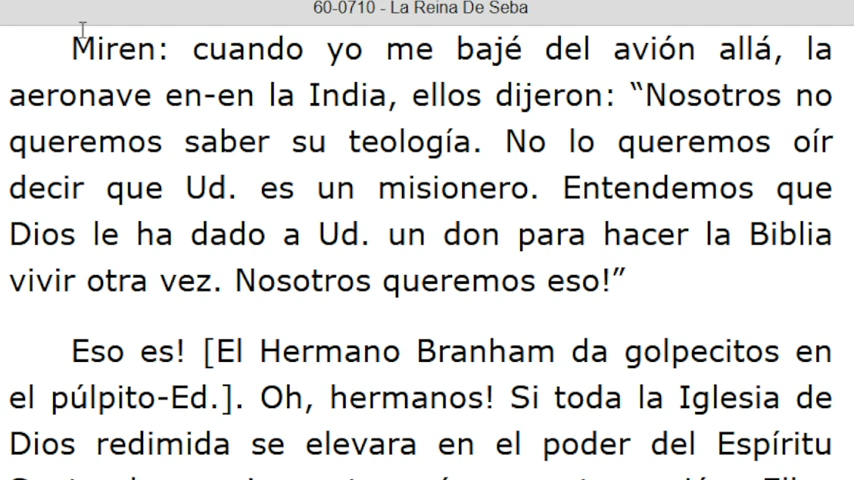 60-0710 - La Reina De Seba
Miren: cuando yo me bajé del avión allá, la
aeronave en-en la India, ellos dijeron: “Nosotros no
queremos saber su teología. No lo queremos oír
decir que Ud. es un misionero. Entendemos que
Dios le ha dado a Ud. un don para hacer la Biblia
vivir otra vez. Nosotros queremos eso!”
Eso es! [El Hermano Branham da golpecitos en
el púlpito-Ed.]. Oh, hermanos! Si toda la Iglesia de
Dios redimida se elevara en el poder del Espíritu